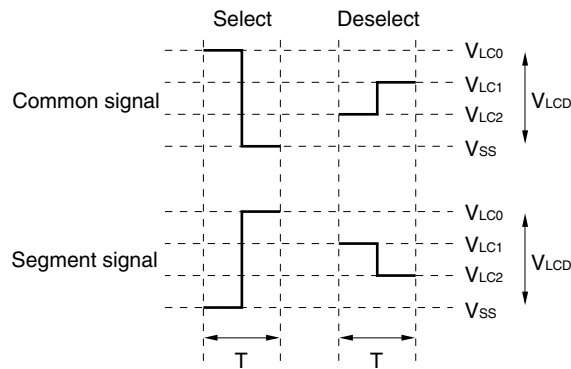 Select Deselect
Common signal
VLC0
VLC1
VLC2
VSS
VLCD
Segment signal
VLC0
VLC1
VLC2
VSS
VLCD
T T